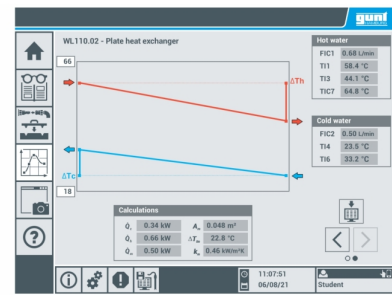 gunt
WL110.02 - Plate heat exchanger
66
ΔTh
ΔTc
18
Hot water
FIC1 0.68 L/min
TI1 58.4 °C
TI3 44.1 °C
TIC7 64.8 °C
Cold water
FIC2 0.50 L/min
TI4 23.5 °C
TI6 33.2 °C
Calculations
0.34 kW Aₘ 0.048 m²
0.66 kW ΔTₘ 22.8 °C
Q̇ₘ 0.50 kW kₘ 0.46 kW/m²K
11:07:51
06/08/21
Student